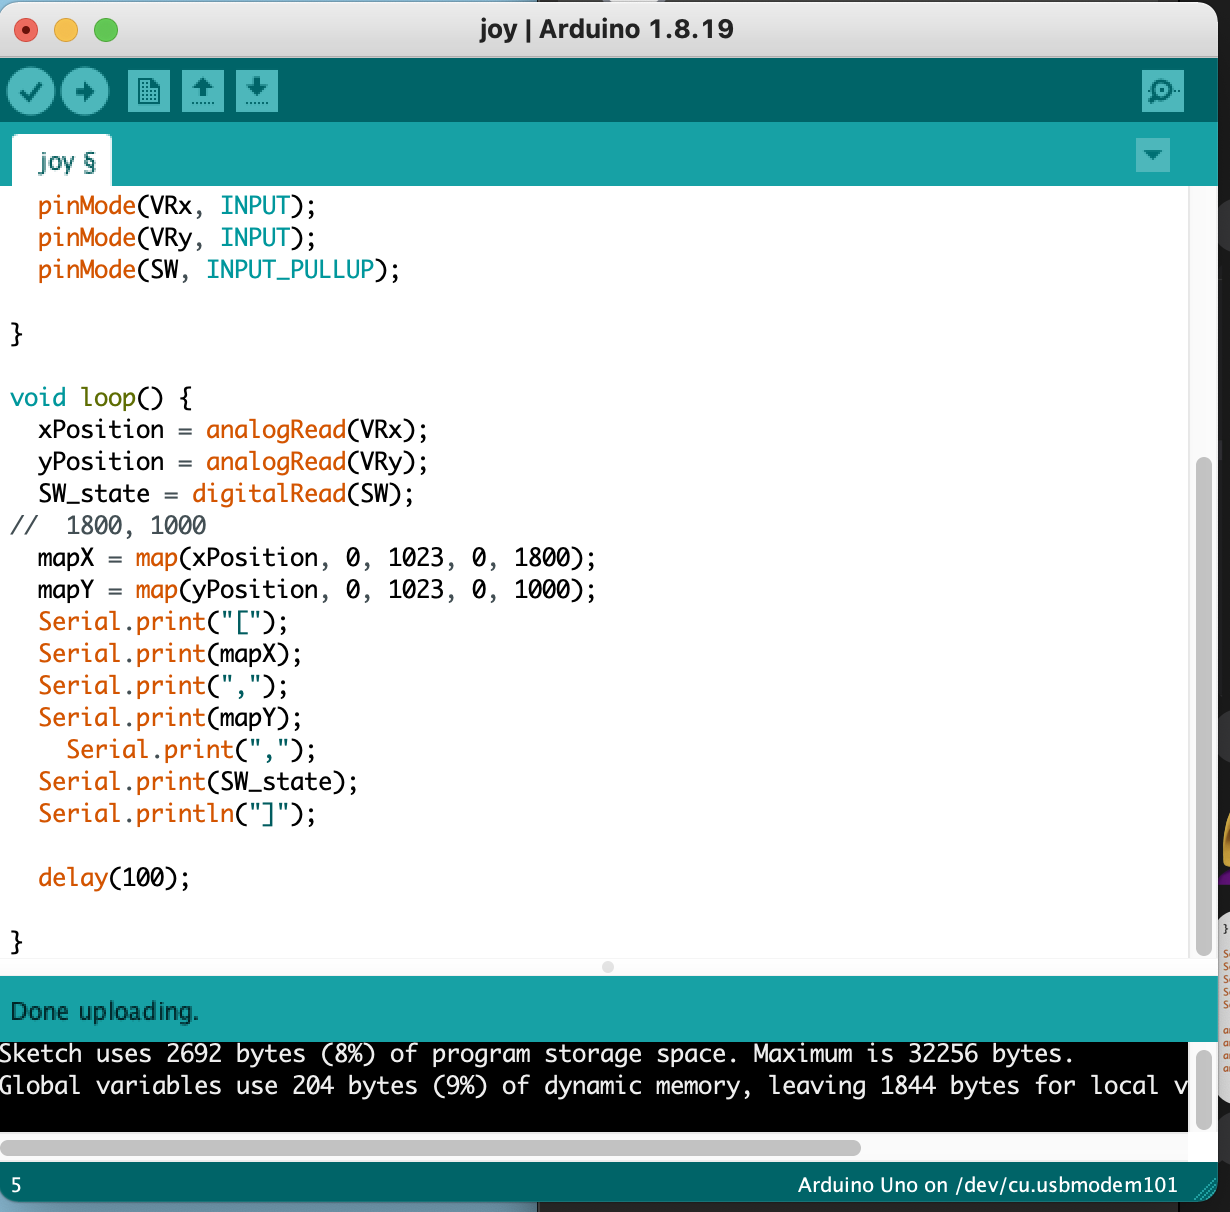 joy | Arduino 1.8.19
joy §
pinMode(VRx, INPUT);
pinMode(VRy, INPUT);
pinMode(SW, INPUT_PULLUP);
}
void loop() {
xPosition = analogRead(VRx);
yPosition = analogRead(VRy);
SW_state = digitalRead(SW);
//  1800, 1000
mapX = map(xPosition, 0, 1023, 0, 1800);
mapY = map(yPosition, 0, 1023, 0, 1000);
Serial.print("[");
Serial.print(mapX);
Serial.print(",");
Serial.print(mapY);
Serial.print(",");
Serial.print(SW_state);
Serial.println("]");
delay(100);
}
Done uploading.
Sketch uses 2692 bytes (8%) of program storage space. Maximum is 32256 bytes.
Global variables use 204 bytes (9%) of dynamic memory, leaving 1844 bytes for local v
5
Arduino Uno on /dev/cu.usbmodem101